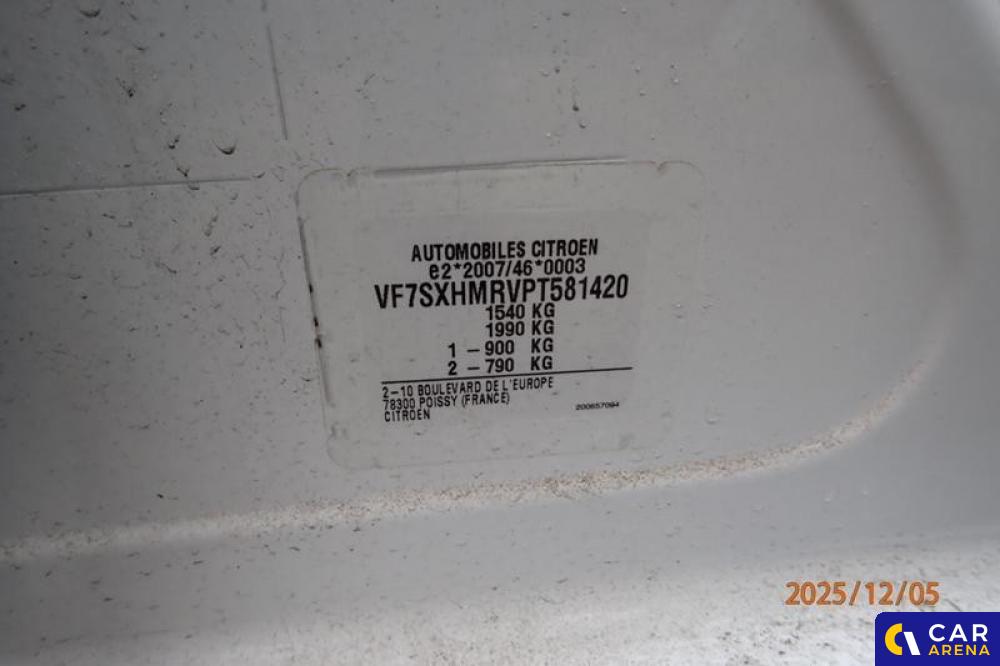 AUTOMOBILES CITROEN
e2*2007/46*0003
VF7SXHMRVPT581420
1540 KG
1990 KG
1 – 900 KG
2 – 790 KG
2–10 BOULEVARD DE L'EUROPE
78300 POISSY (FRANCE)
CITROEN
200657094
2025/12/05
CAR
ARENA